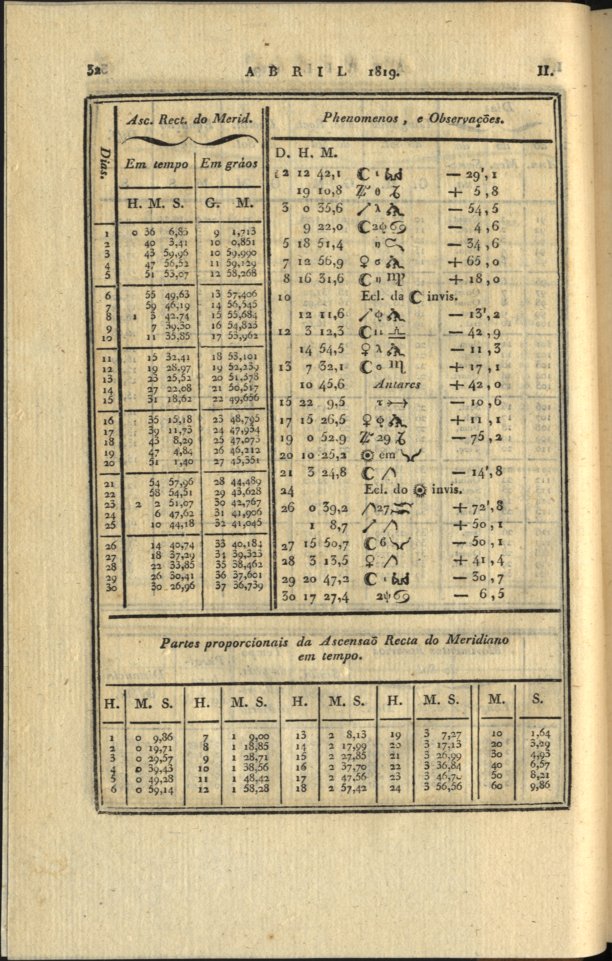 32 ABRIL 1819. II.
Asc. Rect. do Merid. Phenomenos, e Observações.
Dias. Em tempo Em gráos
H. M. S. G. M.
D. H. M.
1 0 36 6,85 9 1,713
2 40 3,41 10 0,851
3 43 59,96 10 59,990
4 47 56,52 11 59,129
5 51 53,07 12 58,268
6 55 49,63 13 57,406
7 59 46,19 14 56,545
8 1 3 42,74 15 55,684
9 7 39,30 16 54,823
10 11 35,85 17 53,962
11 15 32,41 18 53,101
12 19 28,97 19 52,239
13 23 25,52 20 51,378
14 27 22,08 21 50,517
15 31 18,62 22 49,656
16 35 15,18 23 48,795
17 39 11,73 24 47,934
18 43 8,29 25 47,073
19 47 4,84 26 46,212
20 51 1,40 27 45,351
21 54 57,96 28 44,489
22 58 54,51 29 43,628
23 2 2 51,07 30 42,767
24 6 47,62 31 41,906
25 10 44,18 32 41,045
26 14 40,74 33 40,184
27 18 37,29 34 39,323
28 22 33,85 35 38,462
29 26 30,41 36 37,601
30 30 26,96 37 36,739
2 12 42,1 ☾ ι ♌ — 29',1
19 10,8 θ ♑ + 5,8
3 0 35,6 λ — 54,5
9 22,0 ☾ 2 ψ ♋ — 4,6
5 18 51,4 η — 34,6
7 12 56,9 ♀ σ + 65,0
8 16 31,6 ☾ η ♍ + 18,0
10 Ecl. da ☾ invis.
12 11,6 φ — 13',2
12 3 12,3 ☾ 11 ♎ — 42,9
14 54,5 ♀ λ — 11,3
13 7 32,1 ☾ σ ♏ + 17,1
10 45,6 Antares + 42,0
15 22 9,5 τ — 10,6
17 15 26,5 ♀ φ + 11,1
19 0 52,9 29 ♑ — 75,2
20 10 25,2 ☉ em ♉
21 3 24,8 ☾ — 14',8
24 Ecl. do ☉ invis.
26 0 39,2 27 ♒ + 72',8
1 8,7 + 50,1
27 15 50,7 ☾ 6 ♉ — 50,1
28 3 13,5 ♀ + 41,4
29 20 47,2 ☾ ι ♌ — 30,7
30 17 27,4 2 ψ ♋ — 6,5
Partes proporcionais da Ascensaõ Recta do Meridiano
em tempo.
H. M. S. H. M. S. H. M. S. H. M. S. M. S.
1 0 9,86 7 1 9,00 13 2 8,13 19 3 7,27 10 1,64
2 0 19,71 8 1 18,85 14 2 17,99 20 3 17,13 20 3,29
3 0 29,57 9 1 28,71 15 2 27,85 21 3 26,99 30 4,93
4 0 39,43 10 1 38,56 16 2 37,70 22 3 36,84 40 6,57
5 0 49,28 11 1 48,42 17 2 47,56 23 3 46,70 50 8,21
6 0 59,14 12 1 58,28 18 2 57,42 24 3 56,56 60 9,86